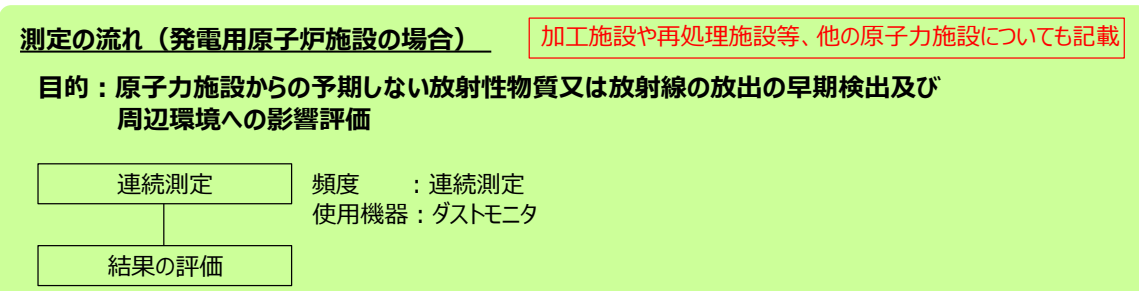 測定の流れ（発電用原子炉施設の場合）
加工施設や再処理施設等、他の原子力施設についても記載
目的：原子力施設からの予期しない放射性物質又は放射線の放出の早期検出及び
周辺環境への影響評価
連続測定
頻度　　　：連続測定
使用機器：ダストモニタ
結果の評価